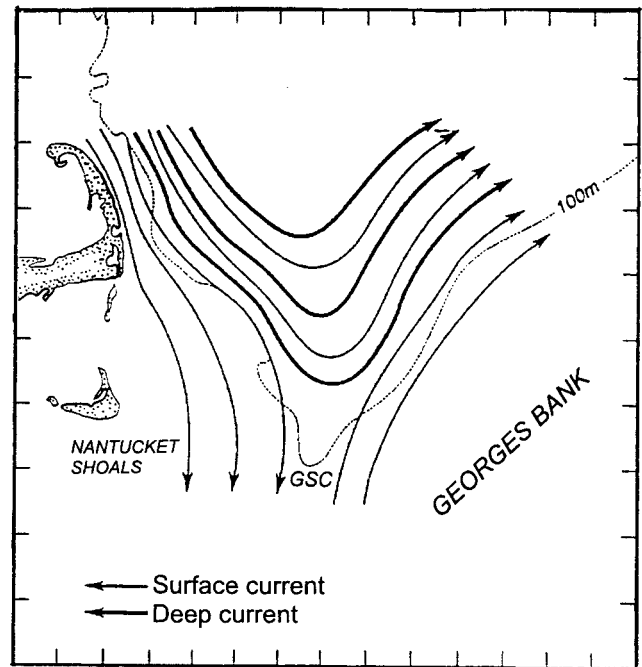 100m
NANTUCKET
SHOALS
GSC
GEORGES BANK
Surface current
Deep current